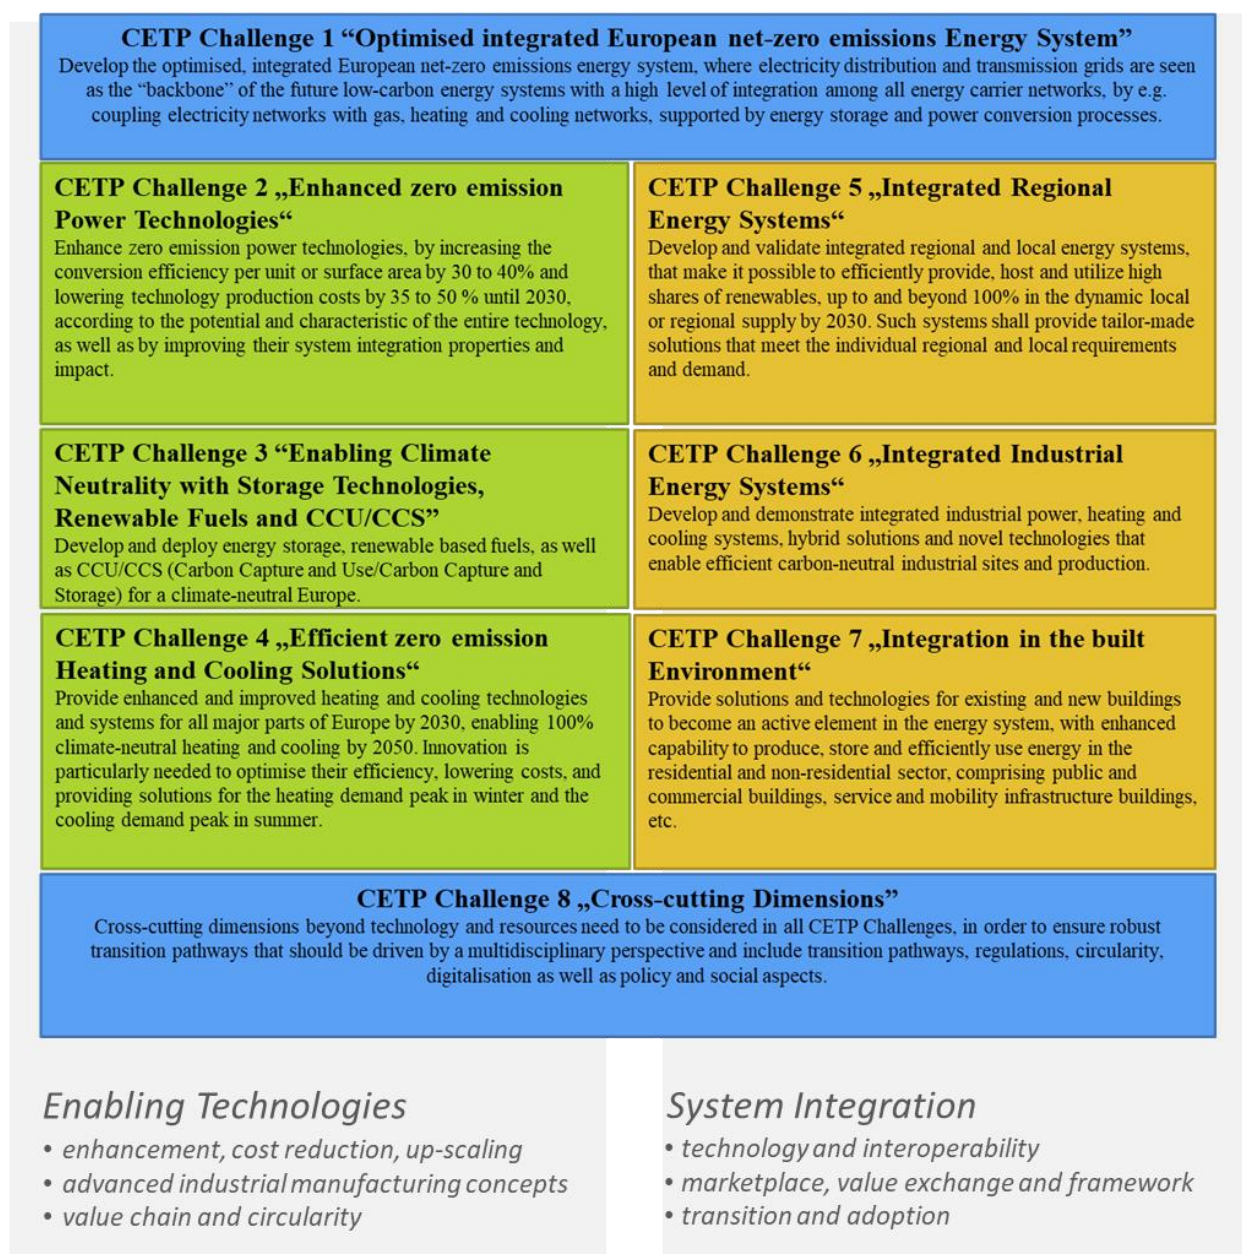 CETP Challenge 1 “Optimised integrated European net-zero emissions Energy System”
Develop the optimised, integrated European net-zero emissions energy system, where electricity distribution and transmission grids are seen
as the “backbone” of the future low-carbon energy systems with a high level of integration among all energy carrier networks, by e.g.
coupling electricity networks with gas, heating and cooling networks, supported by energy storage and power conversion processes.
CETP Challenge 2 „Enhanced zero emission
Power Technologies“
Enhance zero emission power technologies, by increasing the
conversion efficiency per unit or surface area by 30 to 40% and
lowering technology production costs by 35 to 50 % until 2030,
according to the potential and characteristic of the entire technology,
as well as by improving their system integration properties and
impact.
CETP Challenge 3 “Enabling Climate
Neutrality with Storage Technologies,
Renewable Fuels and CCU/CCS”
Develop and deploy energy storage, renewable based fuels, as well
as CCU/CCS (Carbon Capture and Use/Carbon Capture and
Storage) for a climate-neutral Europe.
CETP Challenge 4 „Efficient zero emission
Heating and Cooling Solutions“
Provide enhanced and improved heating and cooling technologies
and systems for all major parts of Europe by 2030, enabling 100%
climate-neutral heating and cooling by 2050. Innovation is
particularly needed to optimise their efficiency, lowering costs, and
providing solutions for the heating demand peak in winter and the
cooling demand peak in summer.
CETP Challenge 5 „Integrated Regional
Energy Systems“
Develop and validate integrated regional and local energy systems,
that make it possible to efficiently provide, host and utilize high
shares of renewables, up to and beyond 100% in the dynamic local
or regional supply by 2030. Such systems shall provide tailor-made
solutions that meet the individual regional and local requirements
and demand.
CETP Challenge 6 „Integrated Industrial
Energy Systems“
Develop and demonstrate integrated industrial power, heating and
cooling systems, hybrid solutions and novel technologies that
enable efficient carbon-neutral industrial sites and production.
CETP Challenge 7 „Integration in the built
Environment“
Provide solutions and technologies for existing and new buildings
to become an active element in the energy system, with enhanced
capability to produce, store and efficiently use energy in the
residential and non-residential sector, comprising public and
commercial buildings, service and mobility infrastructure buildings,
etc.
CETP Challenge 8 „Cross-cutting Dimensions”
Cross-cutting dimensions beyond technology and resources need to be considered in all CETP Challenges, in order to ensure robust
transition pathways that should be driven by a multidisciplinary perspective and include transition pathways, regulations, circularity,
digitalisation as well as policy and social aspects.
Enabling Technologies
• enhancement, cost reduction, up-scaling
• advanced industrial manufacturing concepts
• value chain and circularity
System Integration
• technology and interoperability
• marketplace, value exchange and framework
• transition and adoption